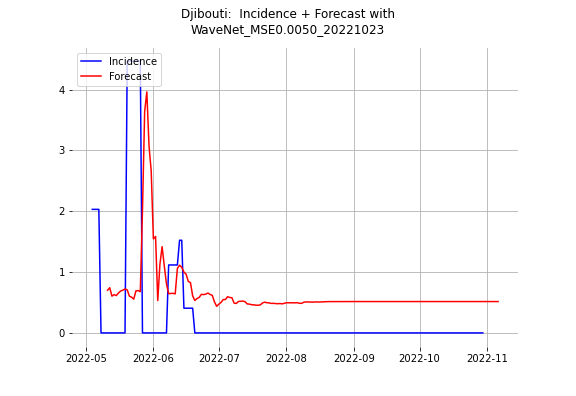 Djibouti:  Incidence + Forecast with
WaveNet_MSE0.0050_20221023
Incidence
Forecast
4
3
2
1
0
2022-05 2022-06 2022-07 2022-08 2022-09 2022-10 2022-11